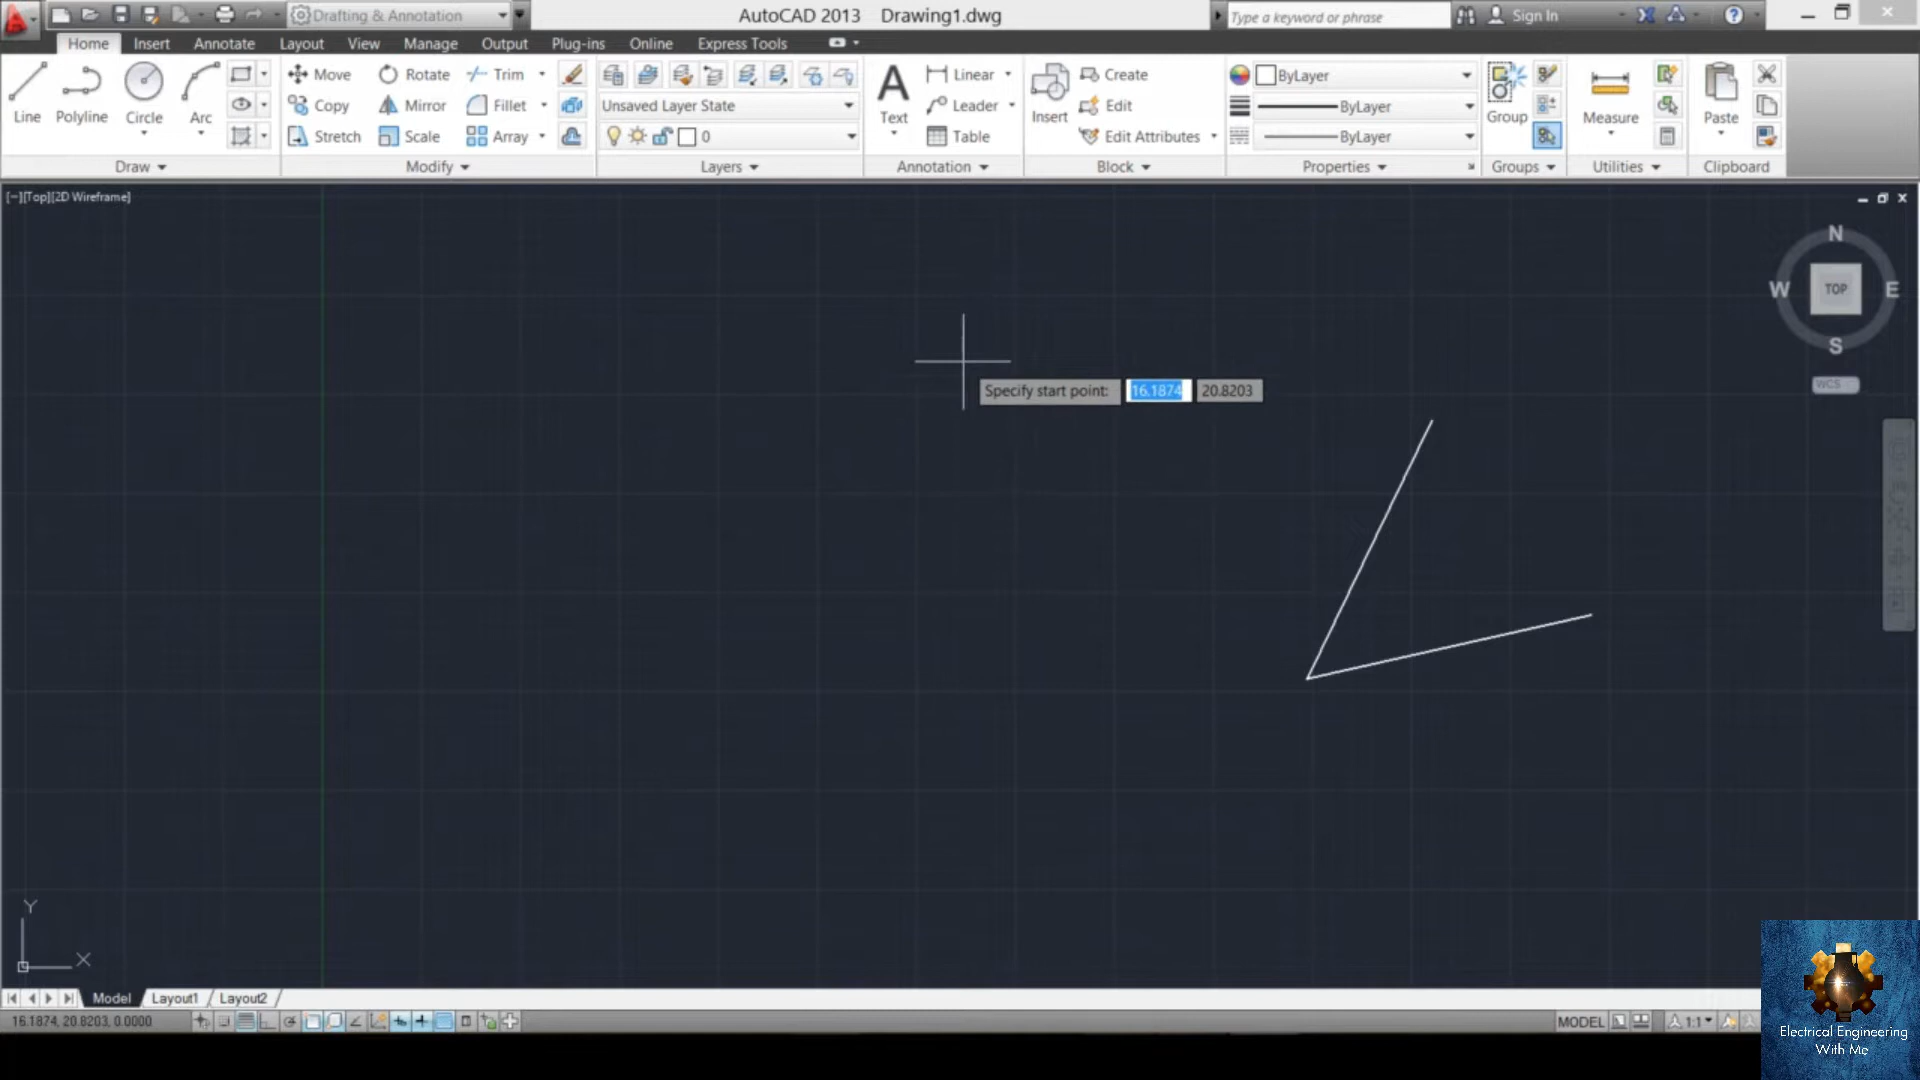 Drafting & Annotation
AutoCAD 2013 Drawing1.dwg
Type a keyword or phrase
Sign In
Home Insert Annotate Layout View Manage Output Plug-ins Online Express Tools
Line Polyline Circle Arc
Draw
Move Rotate Trim
Copy Mirror Fillet
Stretch Scale Array
Modify
Unsaved Layer State
0
Layers
Text
Linear
Leader
Table
Annotation
Insert
Create
Edit
Edit Attributes
Block
ByLayer
ByLayer
ByLayer
Properties
Group
Groups
Measure
Utilities
Paste
Clipboard
[−][Top][2D Wireframe]
N
W TOP E
S
WCS
Specify start point: 16.1874 20.8203
Y
X
Model Layout1 Layout2
16.1874, 20.8203, 0.0000
MODEL
1:1
Electrical Engineering
With Me